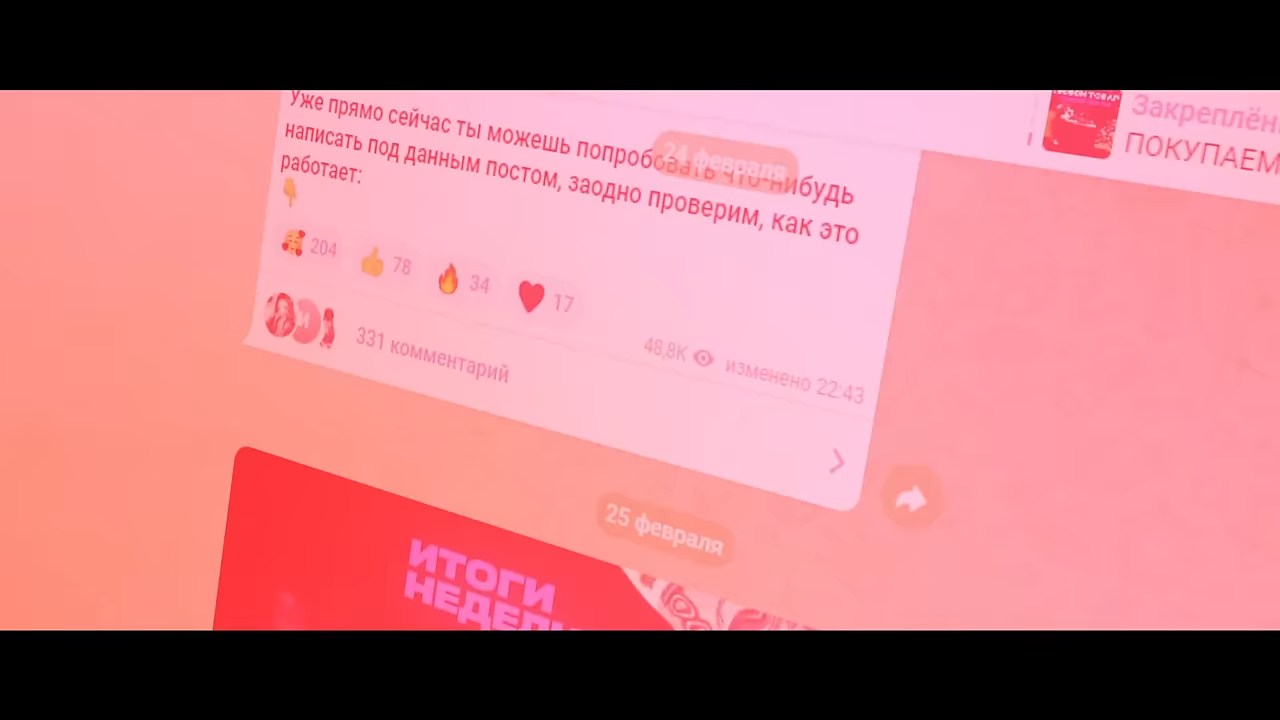 Уже прямо сейчас ты можешь попробовать что-нибудь
написать под данным постом, заодно проверим, как это
работает:
24 февраля
204 78 34 17
48,8K изменено 22:43
331 комментарий
25 февраля
ИТОГИ
Закреплён
ПОКУПАЕМ